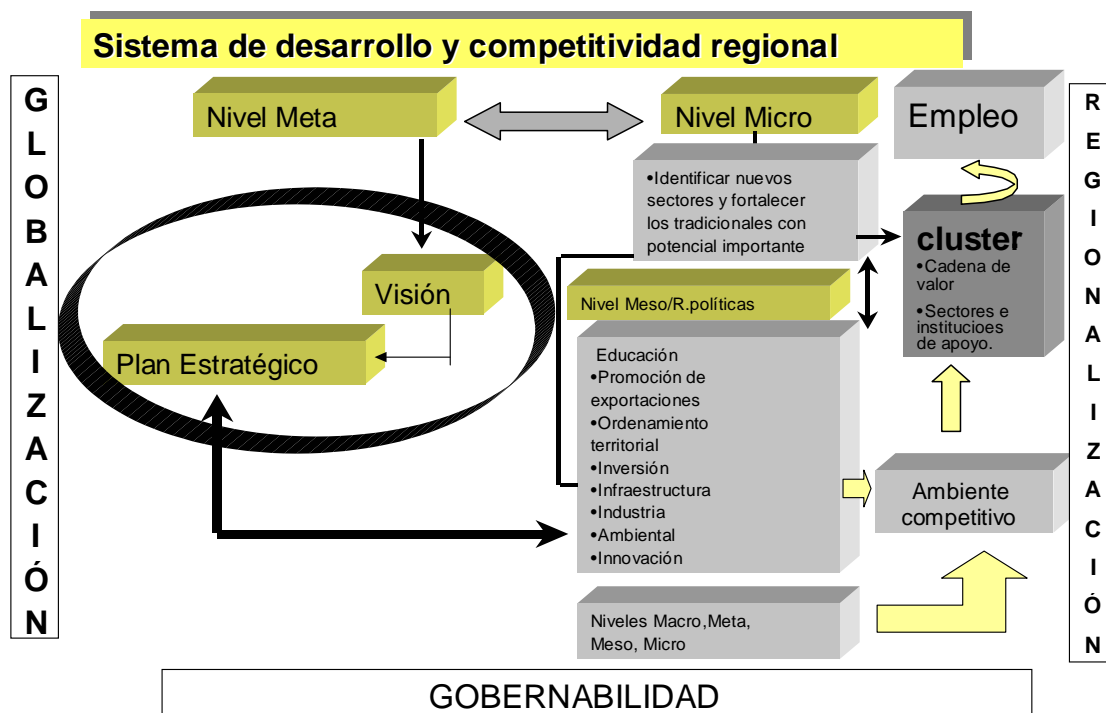 Sistema de desarrollo y competitividad regional
GLOBALIZACIÓN
Nivel Meta
Nivel Micro
Empleo
REGIONALIZACIÓN
•Identificar nuevos
sectores y fortalecer
los tradicionales con
potencial importante
cluster
•Cadena de
valor
•Sectores e
institucioes
de apoyo.
Visión
Nivel Meso/R.políticas
Plan Estratégico
Educación
•Promoción de
exportaciones
•Ordenamiento
territorial
•Inversión
•Infraestructura
•Industria
•Ambiental
•Innovación
Ambiente
competitivo
Niveles Macro,Meta,
Meso, Micro
GOBERNABILIDAD